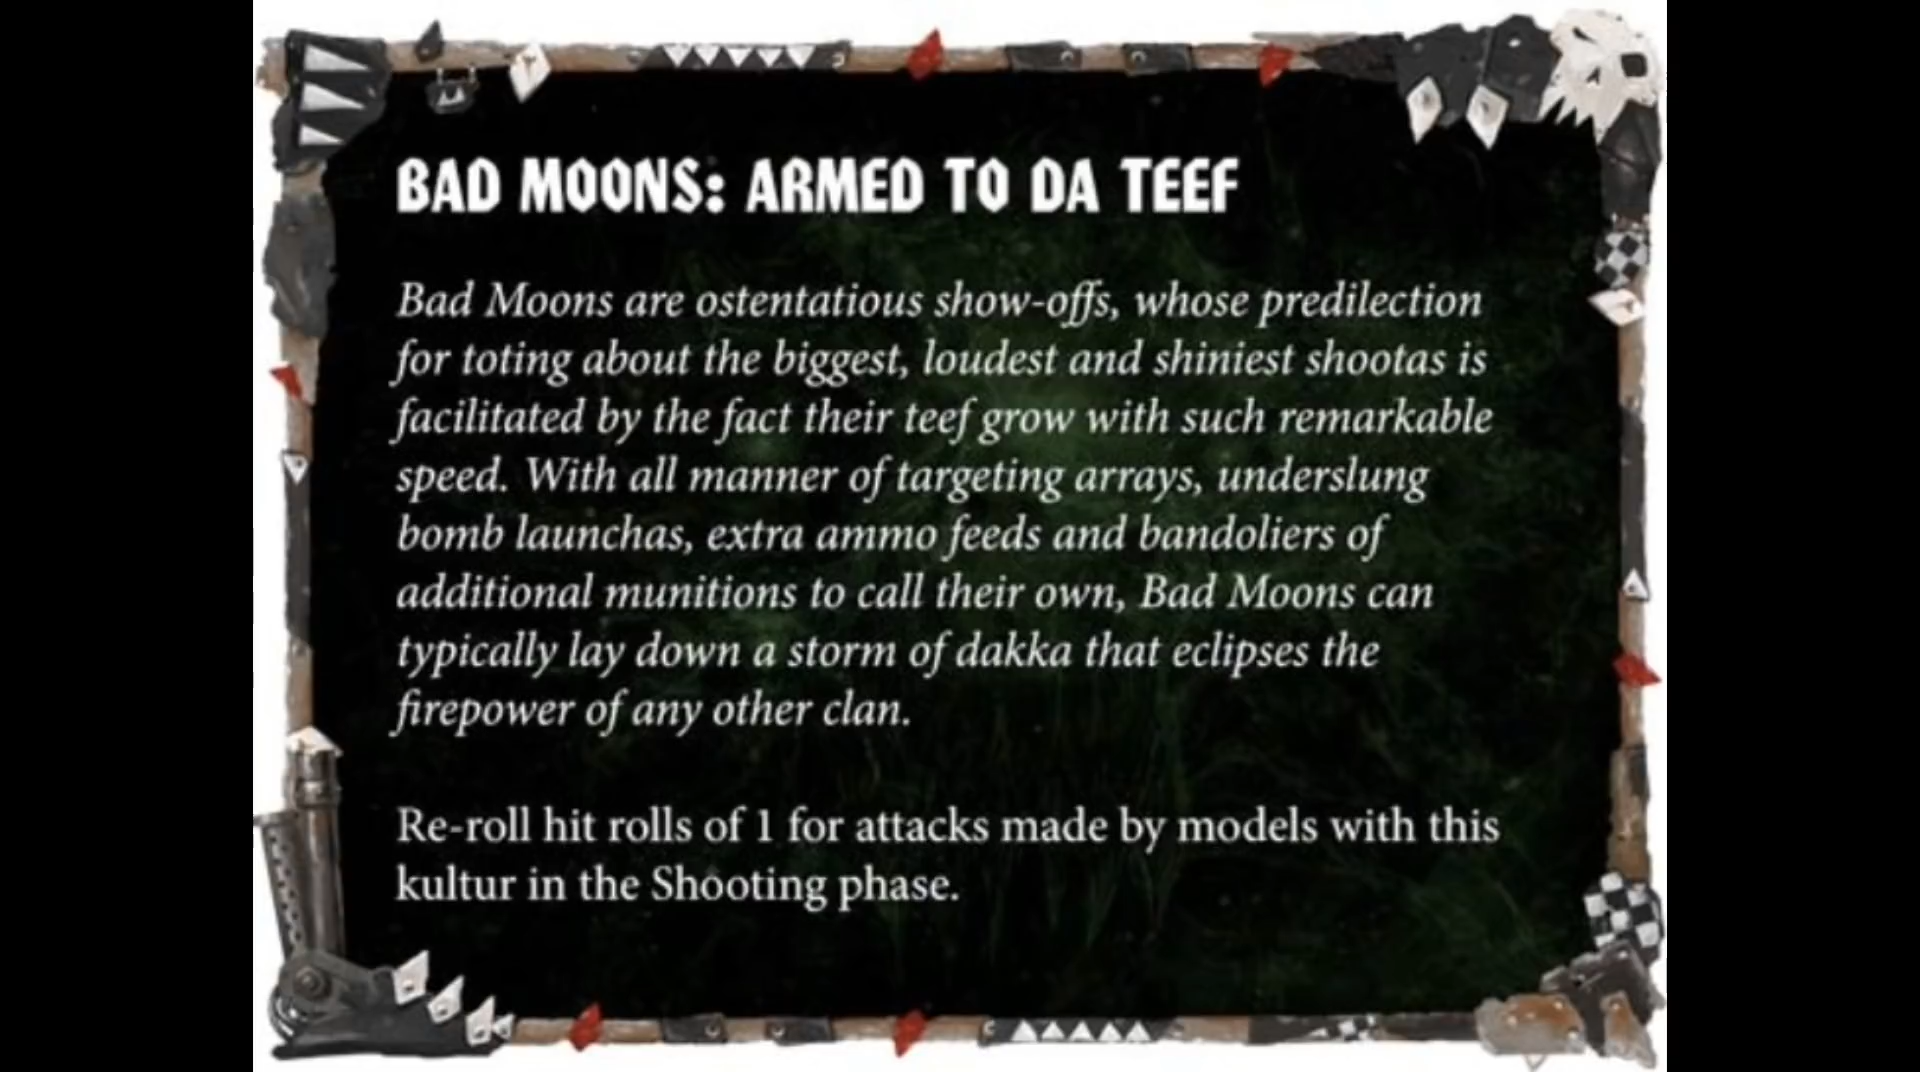 BAD MOONS: ARMED TO DA TEEF
Bad Moons are ostentatious show-offs, whose predilection
for toting about the biggest, loudest and shiniest shootas is
facilitated by the fact their teef grow with such remarkable
speed. With all manner of targeting arrays, underslung
bomb launchas, extra ammo feeds and bandoliers of
additional munitions to call their own, Bad Moons can
typically lay down a storm of dakka that eclipses the
firepower of any other clan.
Re-roll hit rolls of 1 for attacks made by models with this
kultur in the Shooting phase.